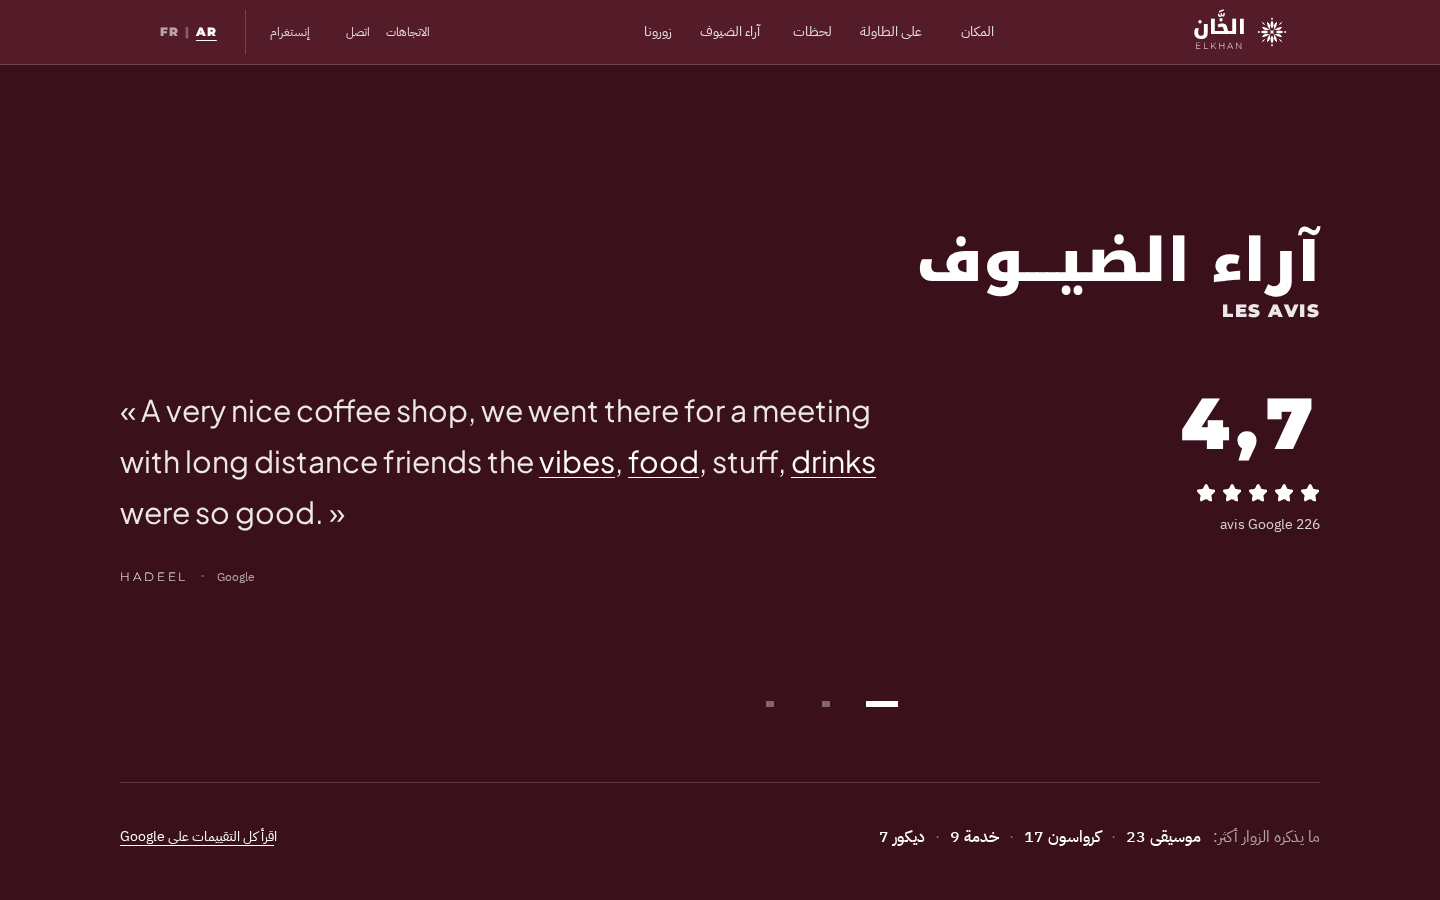 الخَّان
ELKHAN
المكان
على الطاولة
لحظات
آراء الضيوف
زورونا
الاتجاهات
اتصل
إنستغرام
FR | AR
آراء الضيـوف
LES AVIS
4,7
226 avis Google
« A very nice coffee shop, we went there for a meeting
with long distance friends the vibes, food, stuff, drinks
were so good. »
HADEEL · Google
ما يذكره الزوار أكثر: موسيقى 23 · كرواسون 17 · خدمة 9 · ديكور 7
اقرأ كل التقييمات على Google